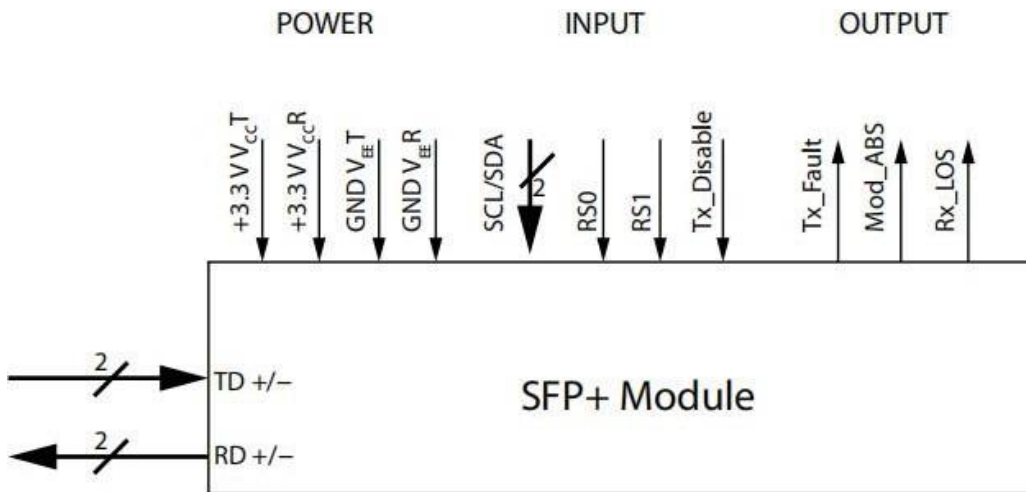 POWER
INPUT
OUTPUT
+3.3 V VCCT
+3.3 V VCCR
GND VEET
GND VEER
SCL/SDA
2
RS0
RS1
Tx_Disable
Tx_Fault
Mod_ABS
Rx_LOS
2
TD +/−
SFP+ Module
2
RD +/−